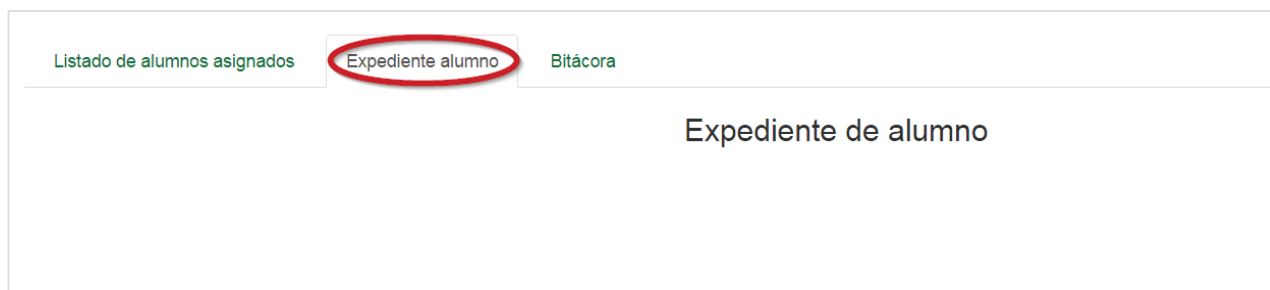 Listado de alumnos asignados Expediente alumno Bitácora
Expediente de alumno